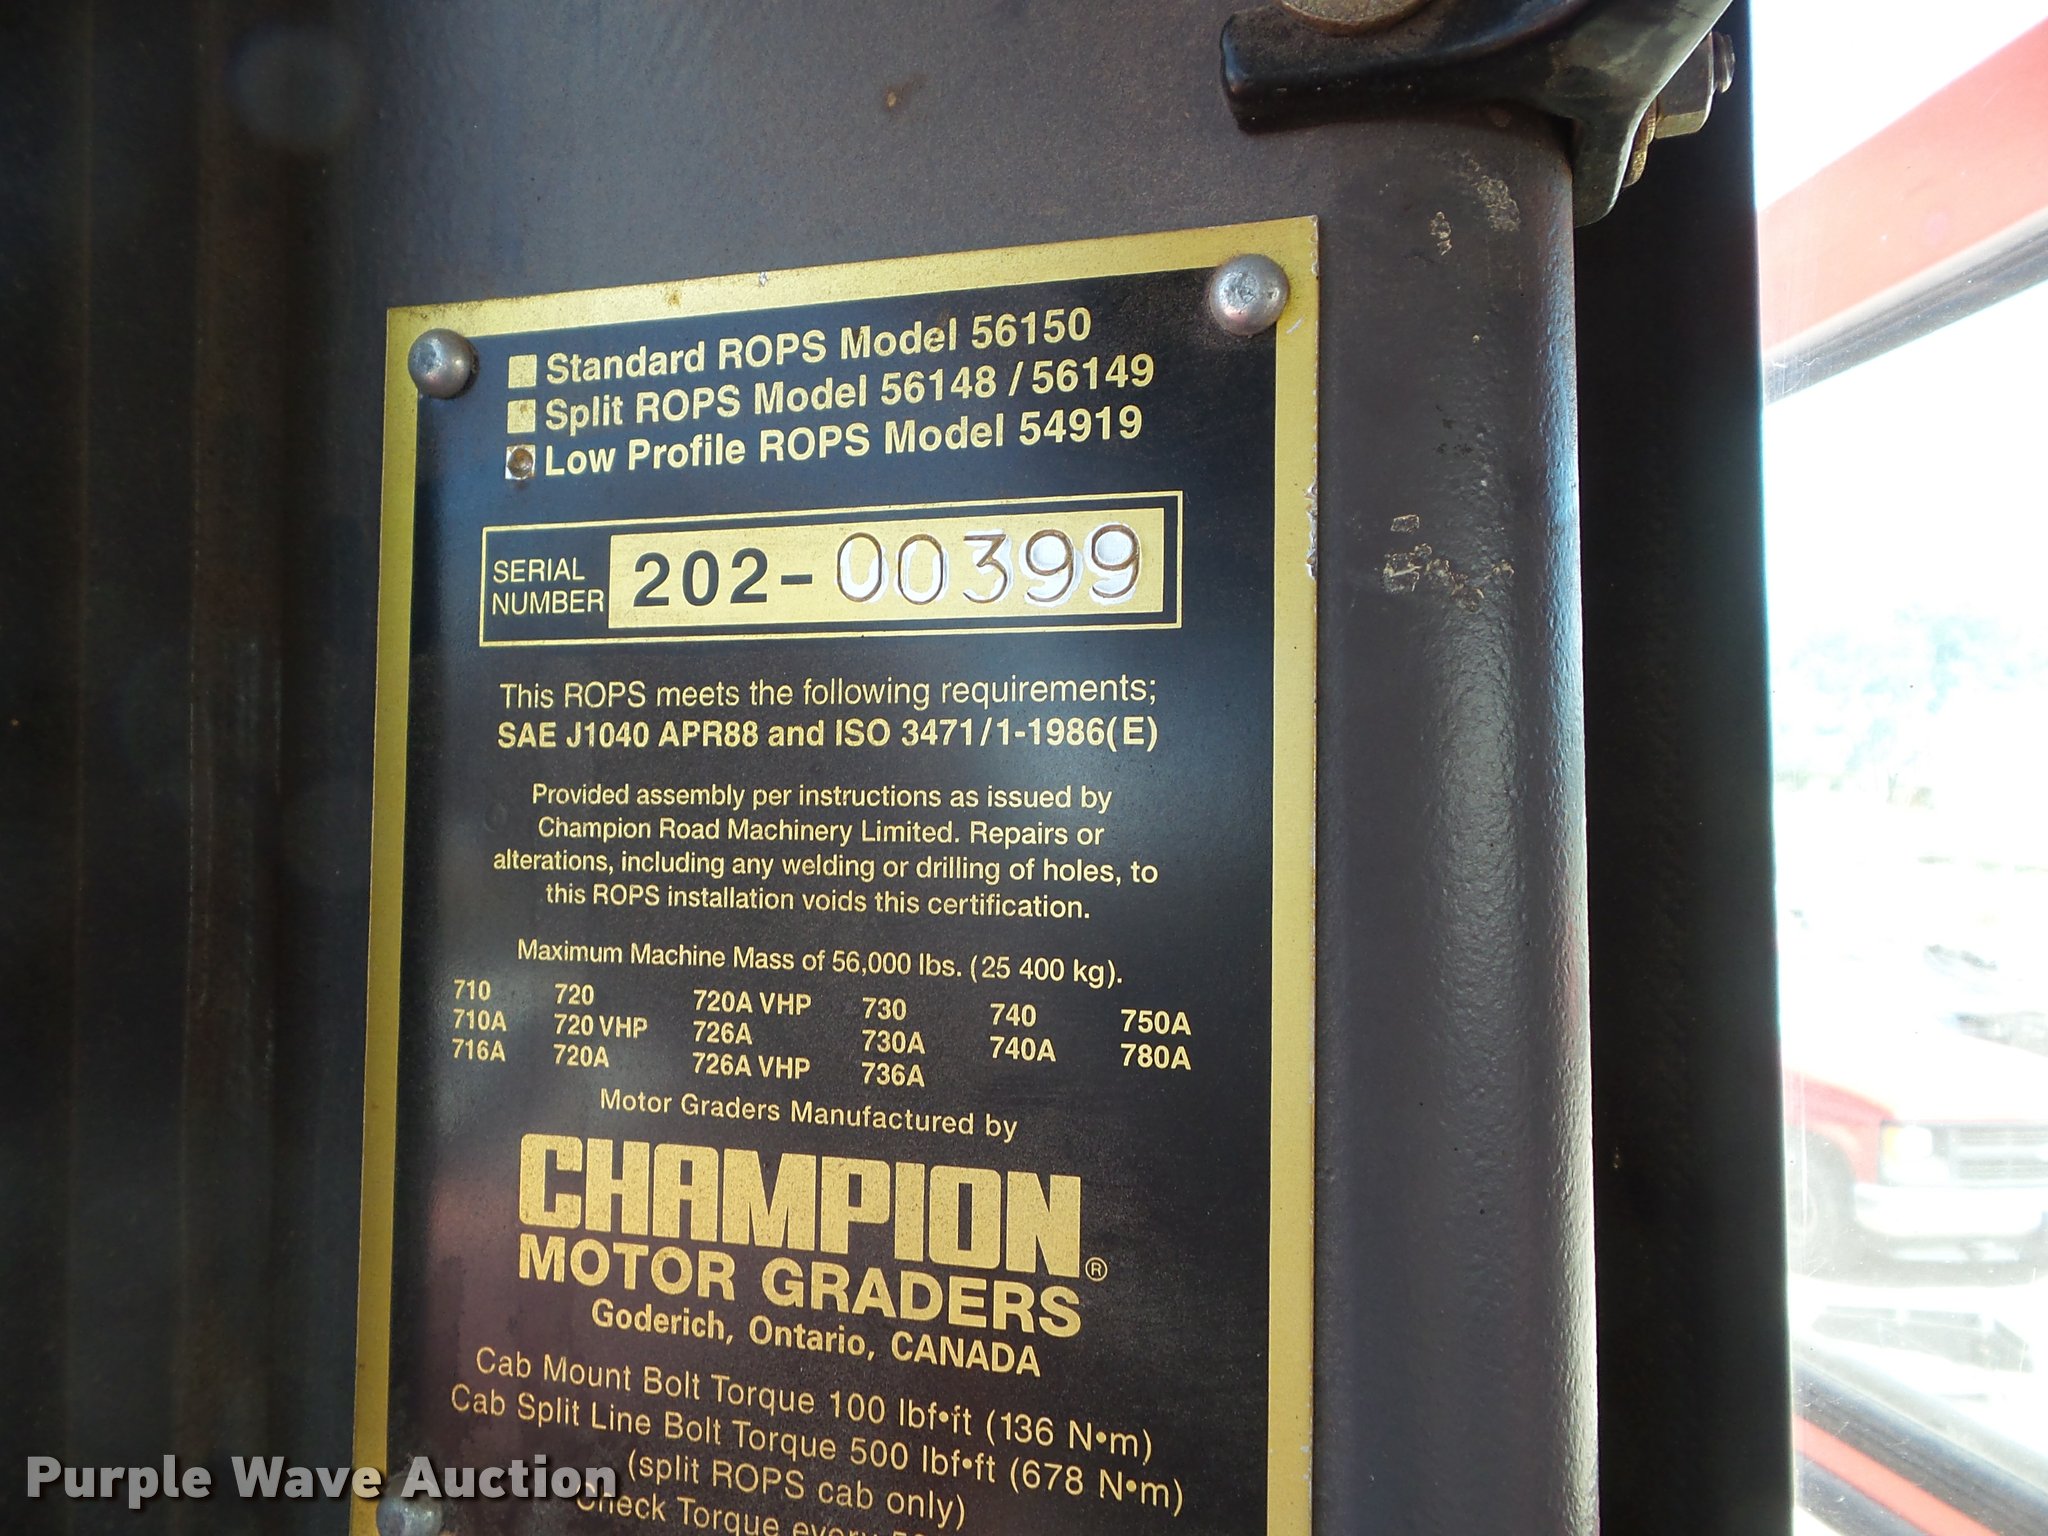 Standard ROPS Model 56150
Split ROPS Model 56148 / 56149
Low Profile ROPS Model 54919
SERIAL
NUMBER
202-00399
This ROPS meets the following requirements;
SAE J1040 APR88 and ISO 3471/1-1986(E)
Provided assembly per instructions as issued by
Champion Road Machinery Limited. Repairs or
alterations, including any welding or drilling of holes, to
this ROPS installation voids this certification.
Maximum Machine Mass of 56,000 lbs. (25 400 kg).
710 720 720A VHP 730 740 750A
710A 720 VHP 726A 730A 740A 780A
716A 720A 726A VHP 736A
Motor Graders Manufactured by
CHAMPION®
MOTOR GRADERS
Goderich, Ontario, CANADA
Cab Mount Bolt Torque 100 lbf•ft (136 N•m)
Cab Split Line Bolt Torque 500 lbf•ft (678 N•m)
(split ROPS cab only)
Check Torque every
Purple Wave Auction